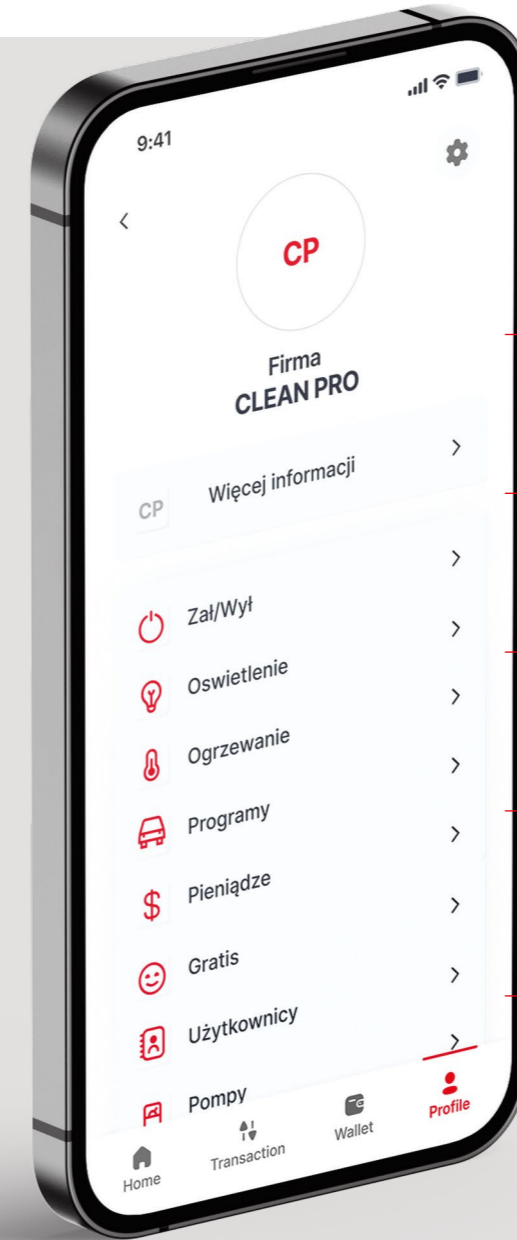 9:41
CP
Firma
CLEAN PRO
CP Więcej informacji
Zał/Wył
Oswietlenie
Ogrzewanie
Programy
$ Pieniądze
Gratis
Użytkownicy
Pompy
Home Transaction Wallet Profile